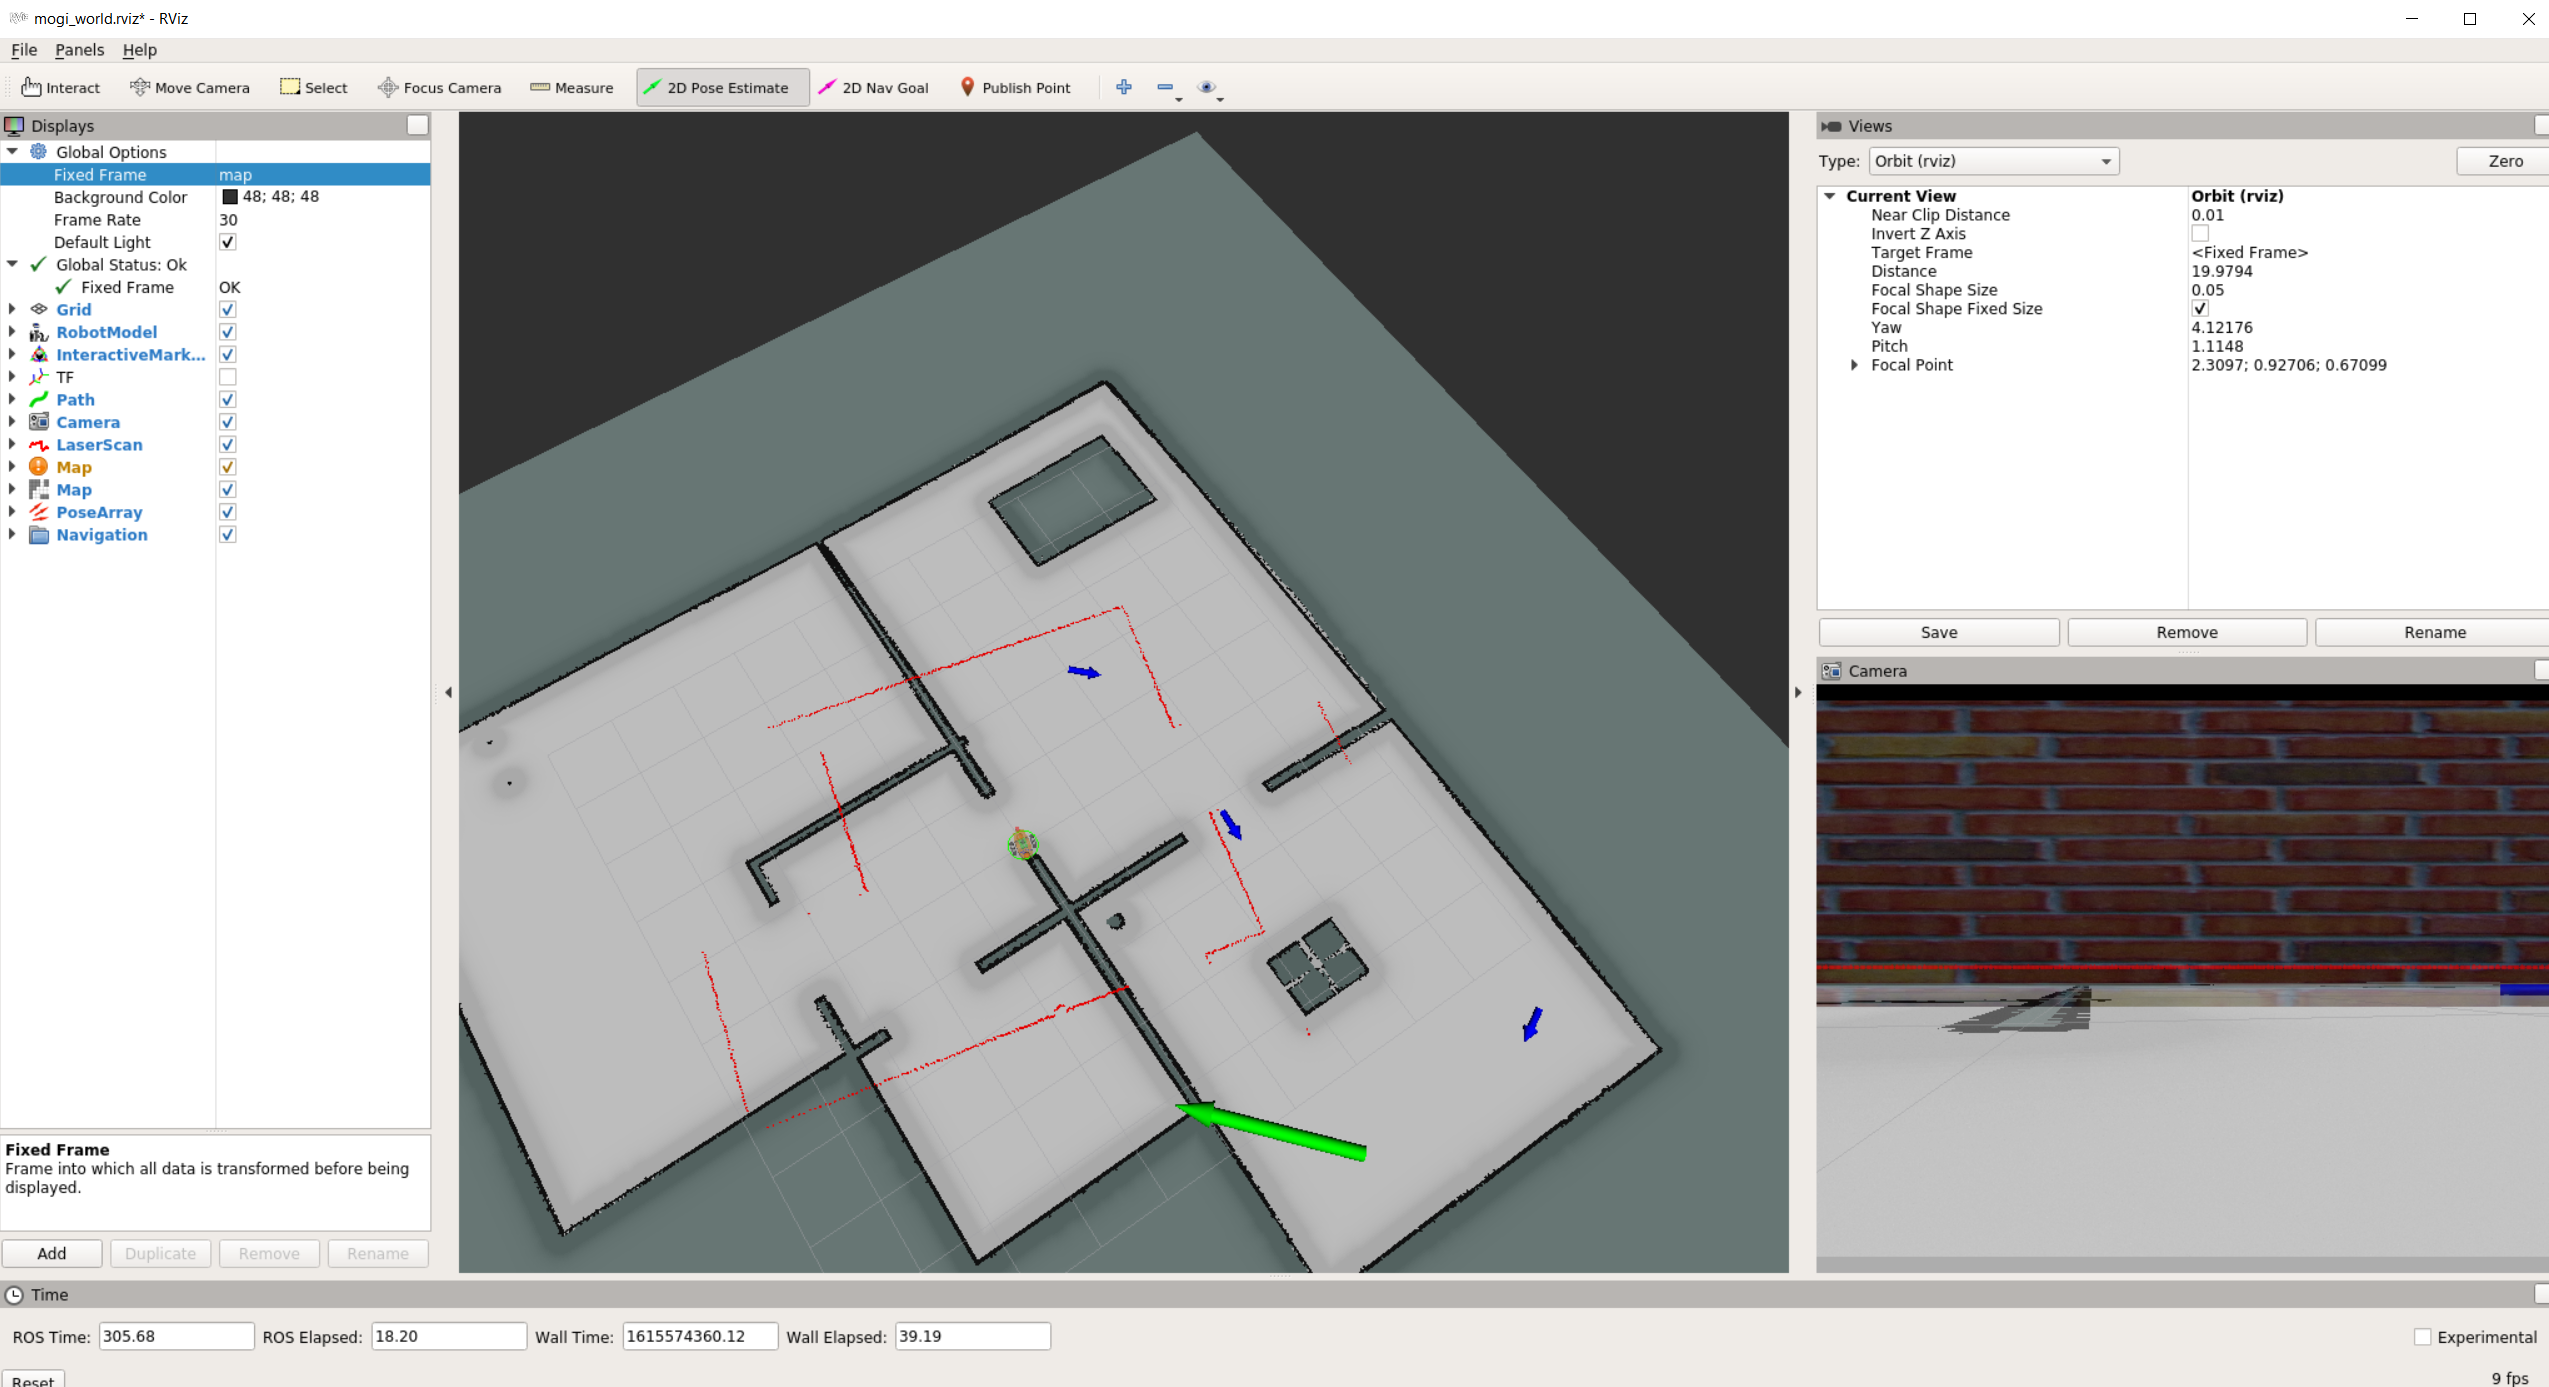 mogi_world.rviz* - RViz
File Panels Help
Interact Move Camera Select Focus Camera Measure 2D Pose Estimate 2D Nav Goal Publish Point
Displays
Global Options
Fixed Frame map
Background Color 48; 48; 48
Frame Rate 30
Default Light
Global Status: Ok
Fixed Frame OK
Grid
RobotModel
InteractiveMark...
TF
Path
Camera
LaserScan
Map
Map
PoseArray
Navigation
Fixed Frame
Frame into which all data is transformed before being
displayed.
Add Duplicate Remove Rename
Views
Type: Orbit (rviz) Zero
Current View Orbit (rviz)
Near Clip Distance 0.01
Invert Z Axis
Target Frame <Fixed Frame>
Distance 19.9794
Focal Shape Size 0.05
Focal Shape Fixed Size
Yaw 4.12176
Pitch 1.1148
Focal Point 2.3097; 0.92706; 0.67099
Save Remove Rename
Camera
Time
ROS Time: 305.68 ROS Elapsed: 18.20 Wall Time: 1615574360.12 Wall Elapsed: 39.19 Experimental
Reset 9 fps